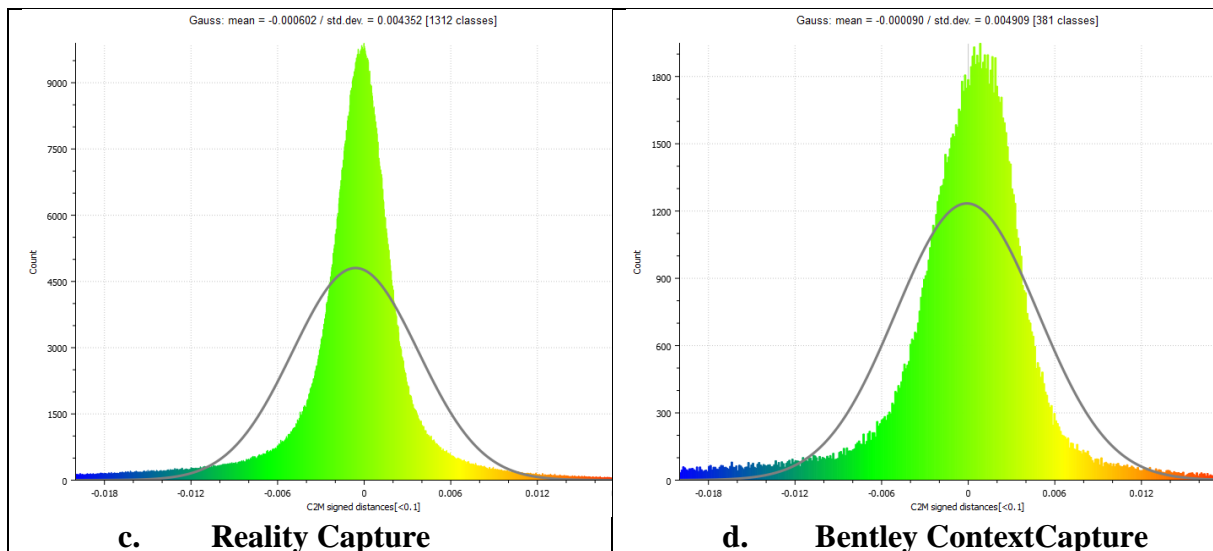 Gauss: mean = -0.000602 / std.dev. = 0.004352 [1312 classes]
9000
7500
6000
4500
3000
1500
0
Count
-0.018 -0.012 -0.006 0 0.006 0.012
C2M signed distances[<0.1]
c. Reality Capture
Gauss: mean = -0.000090 / std.dev. = 0.004909 [381 classes]
1800
1500
1200
900
600
300
0
Count
-0.018 -0.012 -0.006 0 0.006 0.012
C2M signed distances[<0.1]
d. Bentley ContextCapture